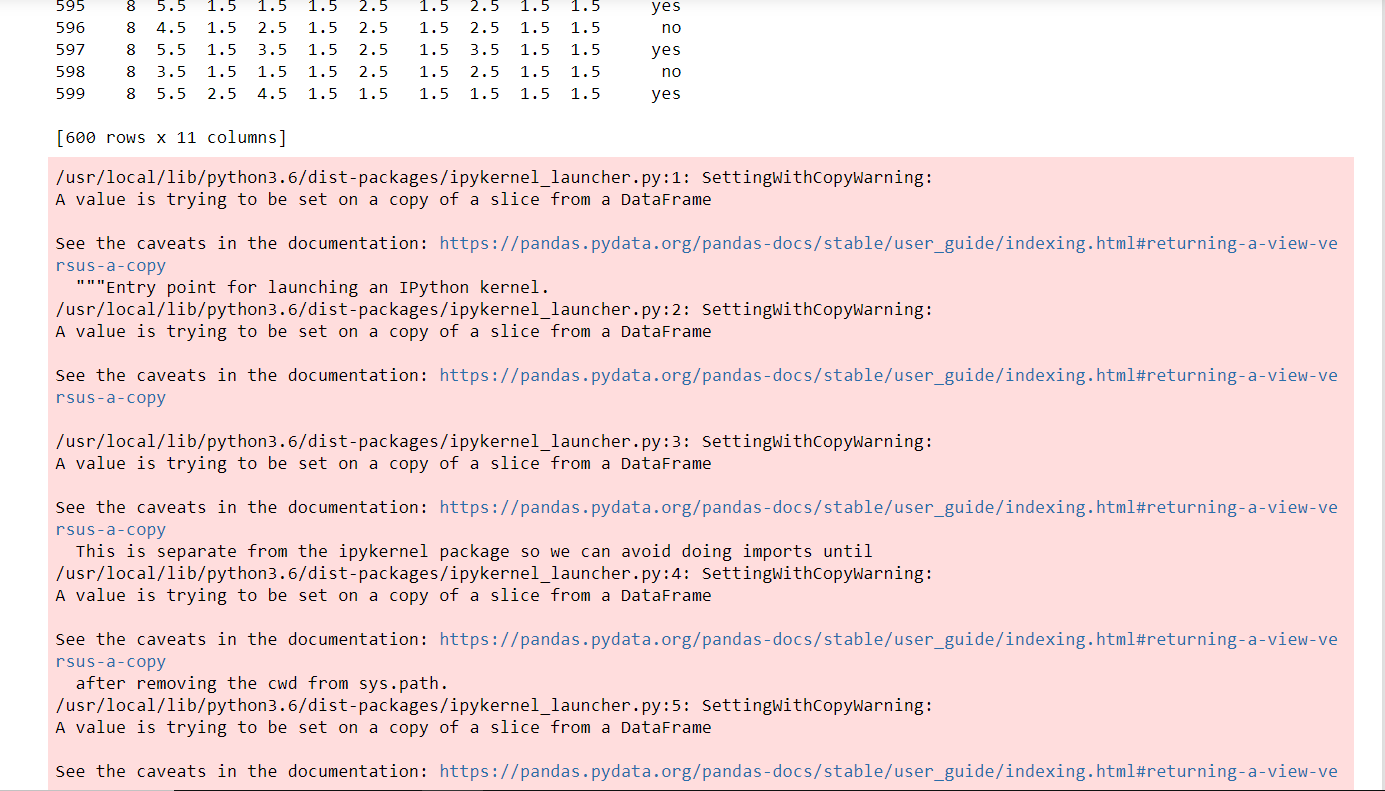 595 8 5.5 1.5 1.5 1.5 2.5 1.5 2.5 1.5 1.5 yes
596 8 4.5 1.5 2.5 1.5 2.5 1.5 2.5 1.5 1.5 no
597 8 5.5 1.5 3.5 1.5 2.5 1.5 3.5 1.5 1.5 yes
598 8 3.5 1.5 1.5 1.5 2.5 1.5 2.5 1.5 1.5 no
599 8 5.5 2.5 4.5 1.5 1.5 1.5 1.5 1.5 1.5 yes
[600 rows x 11 columns]
/usr/local/lib/python3.6/dist-packages/ipykernel_launcher.py:1: SettingWithCopyWarning:
A value is trying to be set on a copy of a slice from a DataFrame
See the caveats in the documentation: https://pandas.pydata.org/pandas-docs/stable/user_guide/indexing.html#returning-a-view-ve
rsus-a-copy
"""Entry point for launching an IPython kernel.
/usr/local/lib/python3.6/dist-packages/ipykernel_launcher.py:2: SettingWithCopyWarning:
A value is trying to be set on a copy of a slice from a DataFrame
See the caveats in the documentation: https://pandas.pydata.org/pandas-docs/stable/user_guide/indexing.html#returning-a-view-ve
rsus-a-copy
/usr/local/lib/python3.6/dist-packages/ipykernel_launcher.py:3: SettingWithCopyWarning:
A value is trying to be set on a copy of a slice from a DataFrame
See the caveats in the documentation: https://pandas.pydata.org/pandas-docs/stable/user_guide/indexing.html#returning-a-view-ve
rsus-a-copy
This is separate from the ipykernel package so we can avoid doing imports until
/usr/local/lib/python3.6/dist-packages/ipykernel_launcher.py:4: SettingWithCopyWarning:
A value is trying to be set on a copy of a slice from a DataFrame
See the caveats in the documentation: https://pandas.pydata.org/pandas-docs/stable/user_guide/indexing.html#returning-a-view-ve
rsus-a-copy
after removing the cwd from sys.path.
/usr/local/lib/python3.6/dist-packages/ipykernel_launcher.py:5: SettingWithCopyWarning:
A value is trying to be set on a copy of a slice from a DataFrame
See the caveats in the documentation: https://pandas.pydata.org/pandas-docs/stable/user_guide/indexing.html#returning-a-view-ve